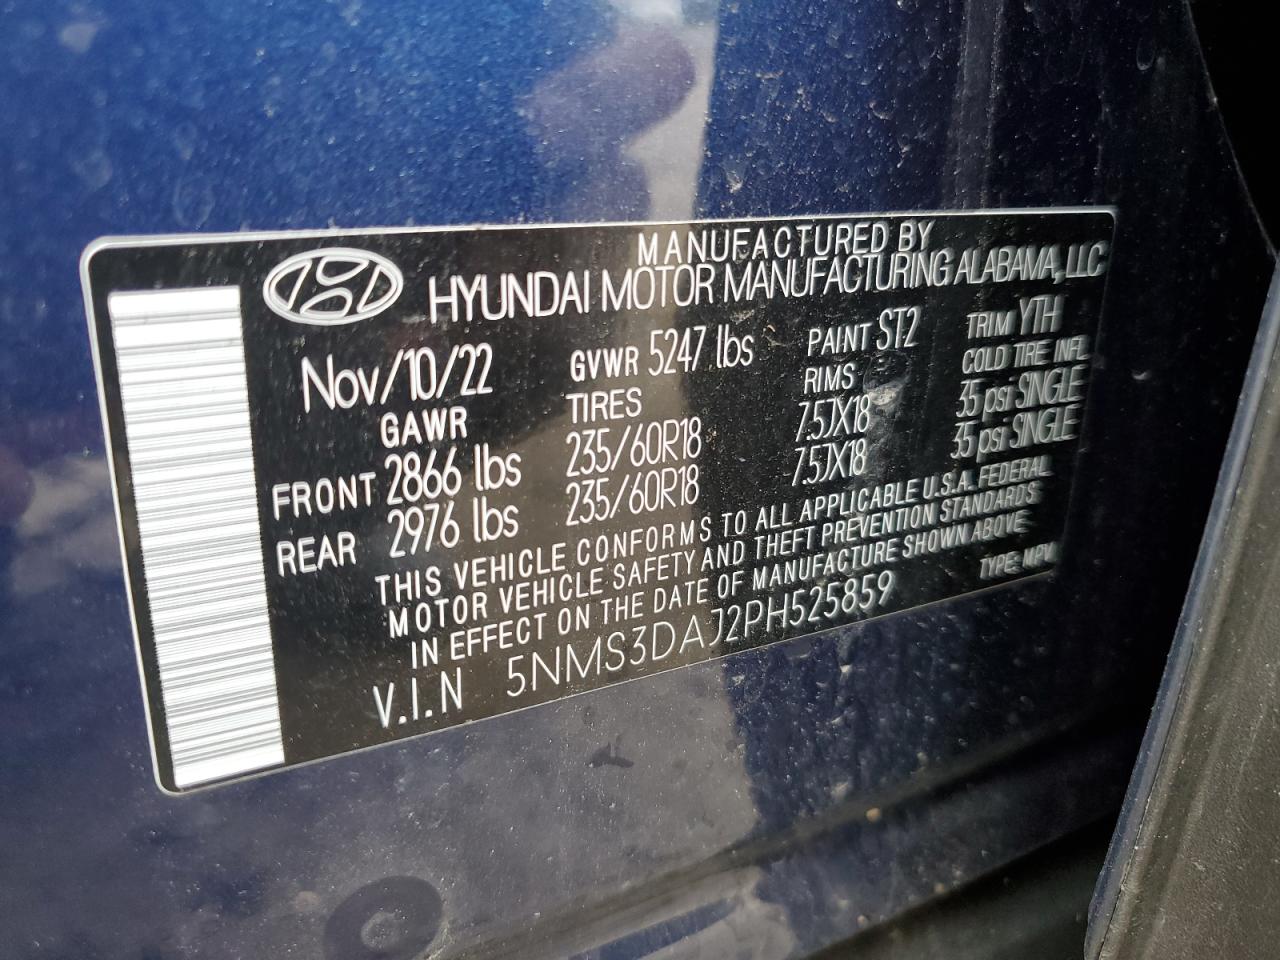 MANUFACTURED BY
HYUNDAI MOTOR MANUFACTURING ALABAMA, LLC
Nov/10/22 GVWR 5247 lbs PAINT ST2 TRIM YTH
GAWR TIRES RIMS COLD TIRE INFL
FRONT 2866 lbs 235/60R18 7.5JX18 35 psi SINGLE
REAR 2976 lbs 235/60R18 7.5JX18 35 psi SINGLE
THIS VEHICLE CONFORMS TO ALL APPLICABLE U.S.A. FEDERAL
MOTOR VEHICLE SAFETY AND THEFT PREVENTION STANDARDS
IN EFFECT ON THE DATE OF MANUFACTURE SHOWN ABOVE
V.I.N 5NMS3DAJ2PH525859 TYPE: MPV